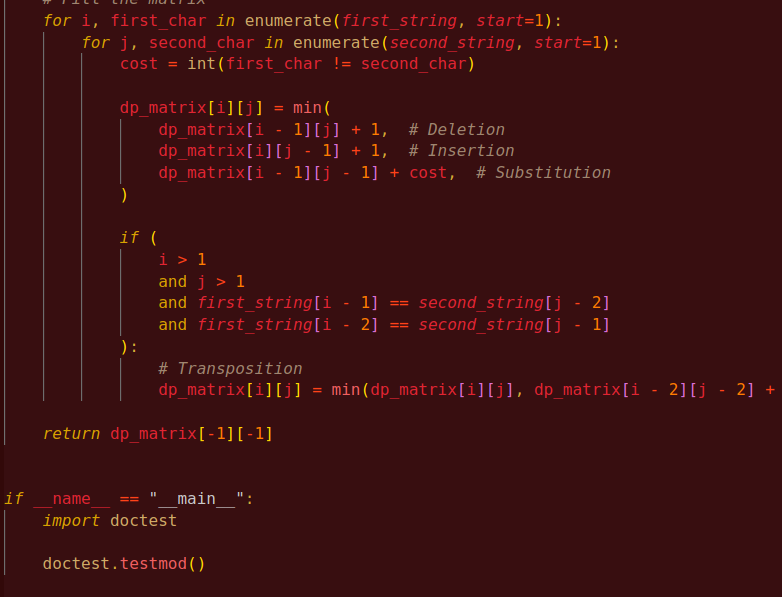 # Fill the matrix
for i, first_char in enumerate(first_string, start=1):
for j, second_char in enumerate(second_string, start=1):
cost = int(first_char != second_char)
dp_matrix[i][j] = min(
dp_matrix[i - 1][j] + 1,  # Deletion
dp_matrix[i][j - 1] + 1,  # Insertion
dp_matrix[i - 1][j - 1] + cost,  # Substitution
)
if (
i > 1
and j > 1
and first_string[i - 1] == second_string[j - 2]
and first_string[i - 2] == second_string[j - 1]
):
# Transposition
dp_matrix[i][j] = min(dp_matrix[i][j], dp_matrix[i - 2][j - 2] +
return dp_matrix[-1][-1]
if __name__ == "__main__":
import doctest
doctest.testmod()